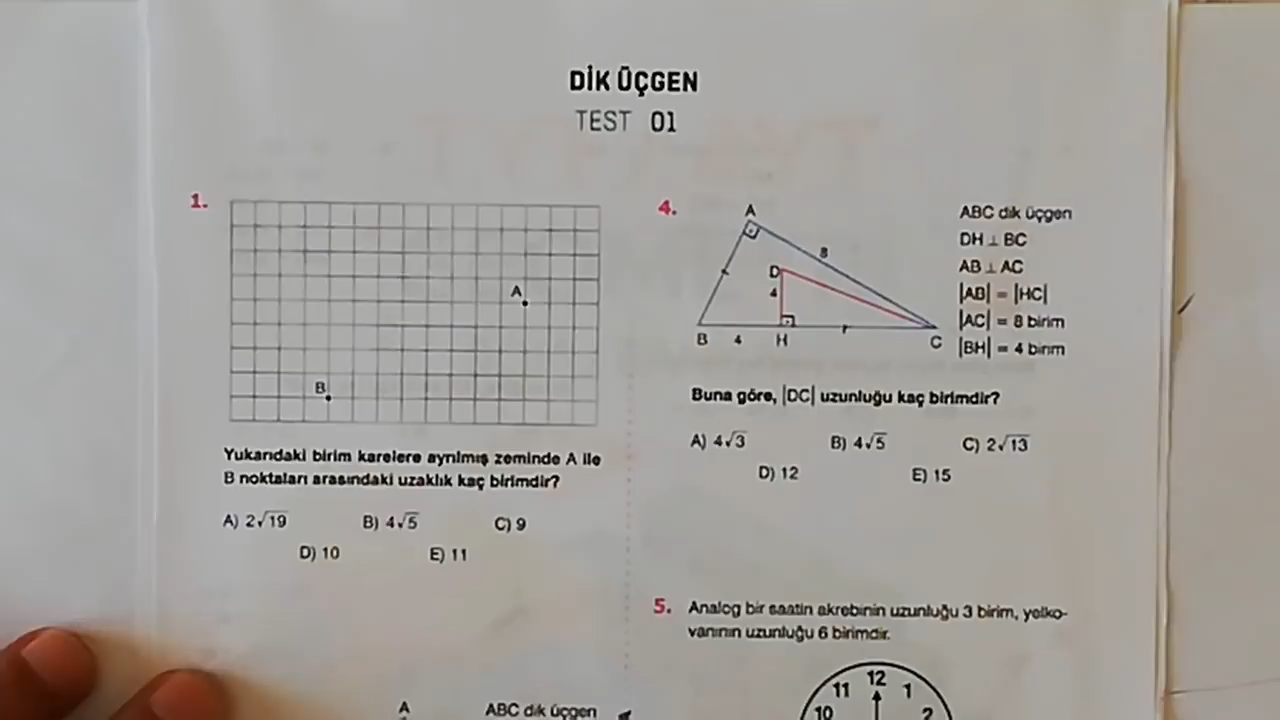 DİK ÜÇGEN
TEST 01
1.
A
B
Yukarıdaki birim karelere ayrılmış zeminde A ile
B noktaları arasındaki uzaklık kaç birimdir?
A) 2√19 B) 4√5 C) 9
D) 10 E) 11
A
ABC dik üçgen
4.
A
8
D
4
B 4 H C
ABC dik üçgen
DH ⊥ BC
AB ⊥ AC
|AB| = |HC|
|AC| = 8 birim
|BH| = 4 birim
Buna göre, |DC| uzunluğu kaç birimdir?
A) 4√3 B) 4√5 C) 2√13
D) 12 E) 15
5. Analog bir saatin akrebinin uzunluğu 3 birim, yelko-
vanının uzunluğu 6 birimdir.
12
11 1
10 2